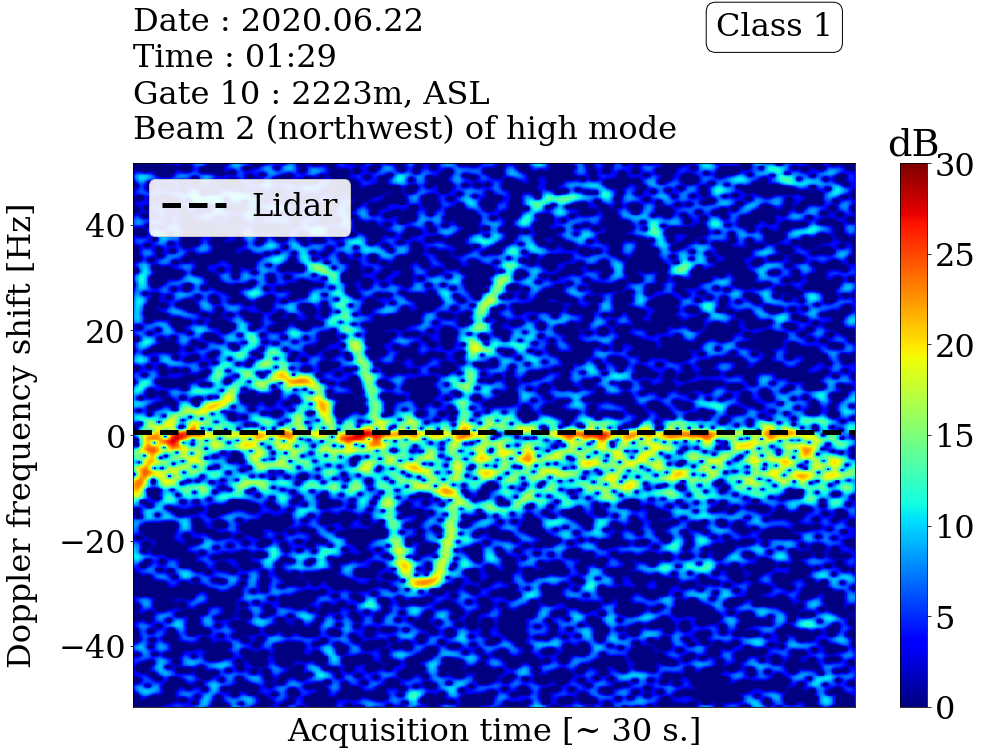 Date : 2020.06.22
Class 1
Time : 01:29
Gate 10 : 2223m, ASL
Beam 2 (northwest) of high mode
dB
Lidar
Doppler frequency shift [Hz]
40
20
0
−20
−40
30
25
20
15
10
5
0
Acquisition time [~ 30 s.]